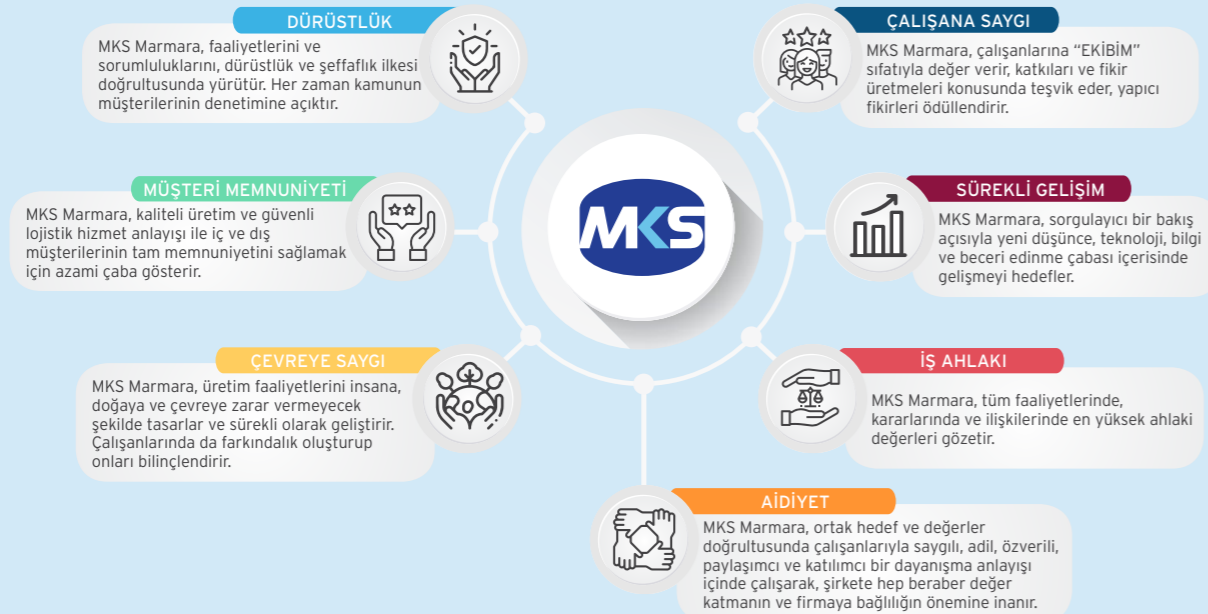 DÜRÜSTLÜK
MKS Marmara, faaliyetlerini ve
sorumluluklarını, dürüstlük ve şeffaflık ilkesi
doğrultusunda yürütür. Her zaman kamunun
müşterilerinin denetimine açıktır.
MÜŞTERİ MEMNUNİYETİ
MKS Marmara, kaliteli üretim ve güvenli
lojistik hizmet anlayışı ile iç ve dış
müşterilerinin tam memnuniyetini sağlamak
için azami çaba gösterir.
ÇEVREYE SAYGI
MKS Marmara, üretim faaliyetlerini insana,
doğaya ve çevreye zarar vermeyecek
şekilde tasarlar ve sürekli olarak geliştirir.
Çalışanlarında da farkındalık oluşturup
onları bilinçlendirir.
MKS
ÇALIŞANA SAYGI
MKS Marmara, çalışanlarına “EKİBİM”
sıfatıyla değer verir, katkıları ve fikir
üretmeleri konusunda teşvik eder, yapıcı
fikirleri ödüllendirir.
SÜREKLİ GELİŞİM
MKS Marmara, sorgulayıcı bir bakış
açısıyla yeni düşünce, teknoloji, bilgi
ve beceri edinme çabası içerisinde
gelişmeyi hedefler.
İŞ AHLAKI
MKS Marmara, tüm faaliyetlerinde,
kararlarında ve ilişkilerinde en yüksek ahlaki
değerleri gözetir.
AİDİYET
MKS Marmara, ortak hedef ve değerler
doğrultusunda çalışanlarıyla saygılı, adil, özverili,
paylaşımcı ve katılımcı bir dayanışma anlayışı
içinde çalışarak, şirkete hep beraber değer
katmanın ve firmaya bağlılığın önemine inanır.